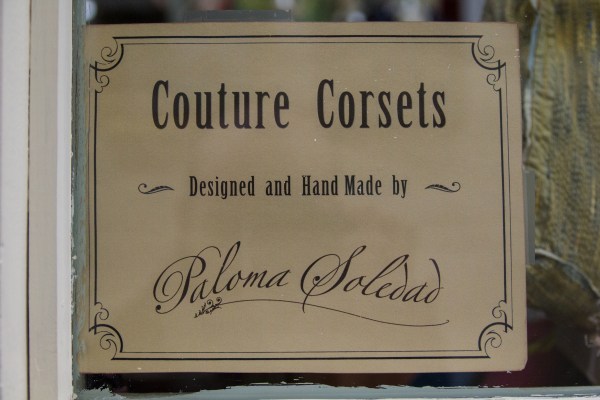 Couture Corsets
Designed and Hand Made by
Paloma Soledad